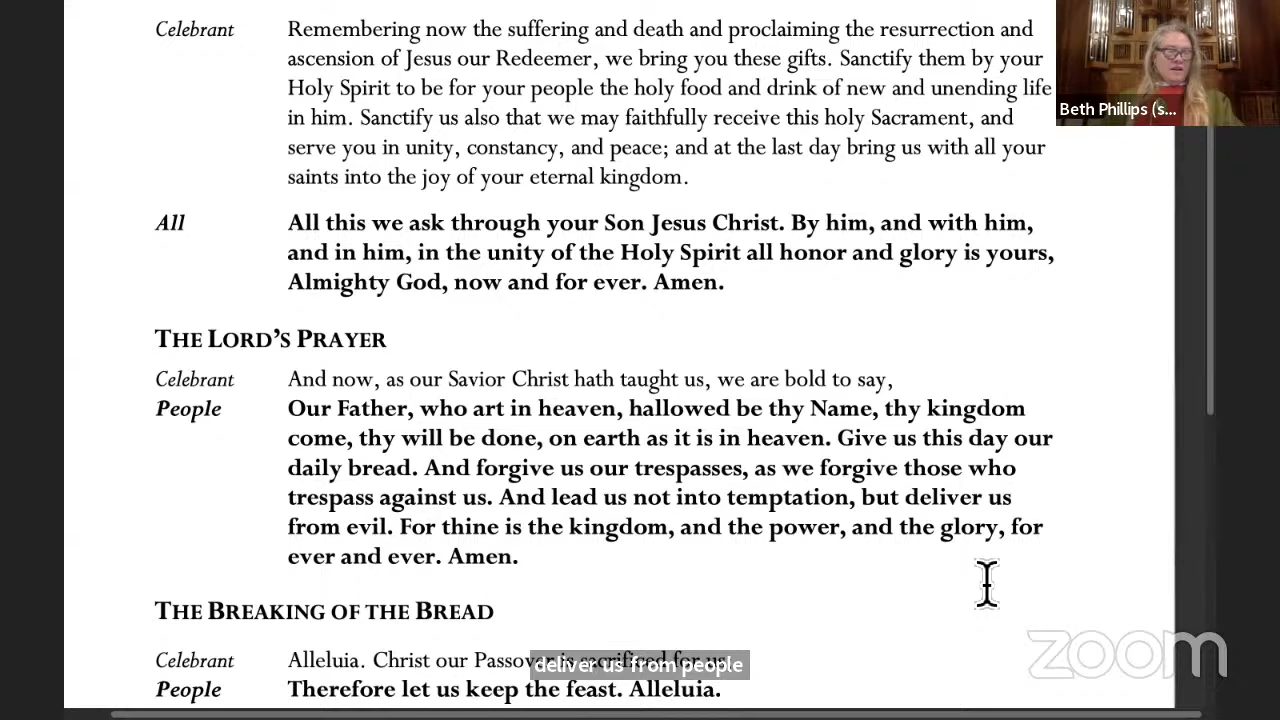 Celebrant Remembering now the suffering and death and proclaiming the resurrection and
ascension of Jesus our Redeemer, we bring you these gifts. Sanctify them by your
Holy Spirit to be for your people the holy food and drink of new and unending life
in him. Sanctify us also that we may faithfully receive this holy Sacrament, and
serve you in unity, constancy, and peace; and at the last day bring us with all your
saints into the joy of your eternal kingdom.
All All this we ask through your Son Jesus Christ. By him, and with him,
and in him, in the unity of the Holy Spirit all honor and glory is yours,
Almighty God, now and for ever. Amen.
THE LORD'S PRAYER
Celebrant And now, as our Savior Christ hath taught us, we are bold to say,
People Our Father, who art in heaven, hallowed be thy Name, thy kingdom
come, thy will be done, on earth as it is in heaven. Give us this day our
daily bread. And forgive us our trespasses, as we forgive those who
trespass against us. And lead us not into temptation, but deliver us
from evil. For thine is the kingdom, and the power, and the glory, for
ever and ever. Amen.
THE BREAKING OF THE BREAD
Celebrant Alleluia. Christ our Passover is sacrificed for us
deliver us from people
People Therefore let us keep the feast. Alleluia.
Beth Phillips (s...
zoom